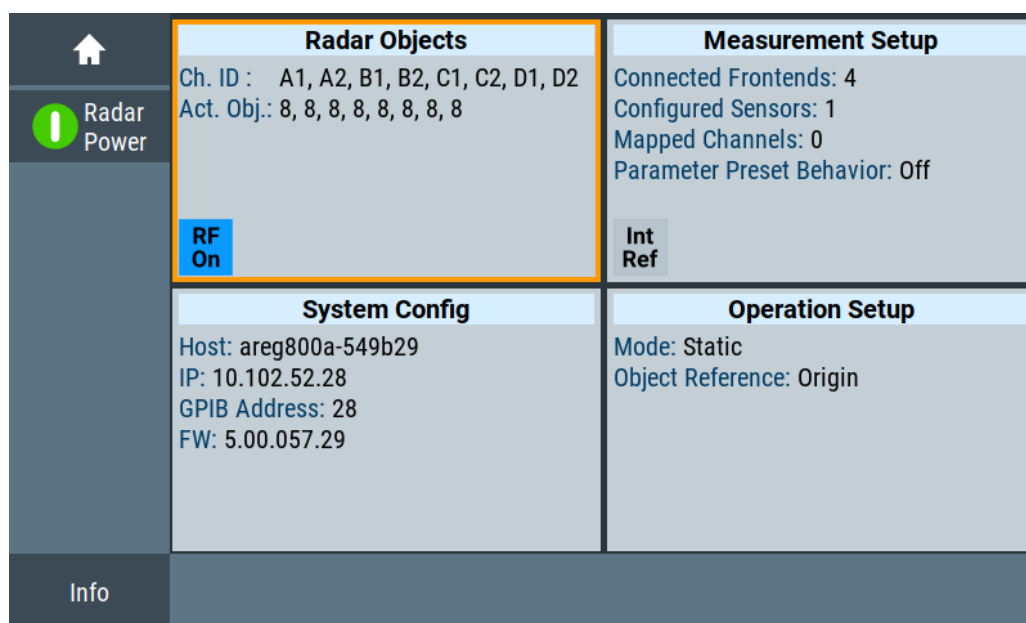 Radar
Power
Info
Radar Objects
Ch. ID : A1, A2, B1, B2, C1, C2, D1, D2
Act. Obj.: 8, 8, 8, 8, 8, 8, 8, 8
RF
On
Measurement Setup
Connected Frontends: 4
Configured Sensors: 1
Mapped Channels: 0
Parameter Preset Behavior: Off
Int
Ref
System Config
Host: areg800a-549b29
IP: 10.102.52.28
GPIB Address: 28
FW: 5.00.057.29
Operation Setup
Mode: Static
Object Reference: Origin